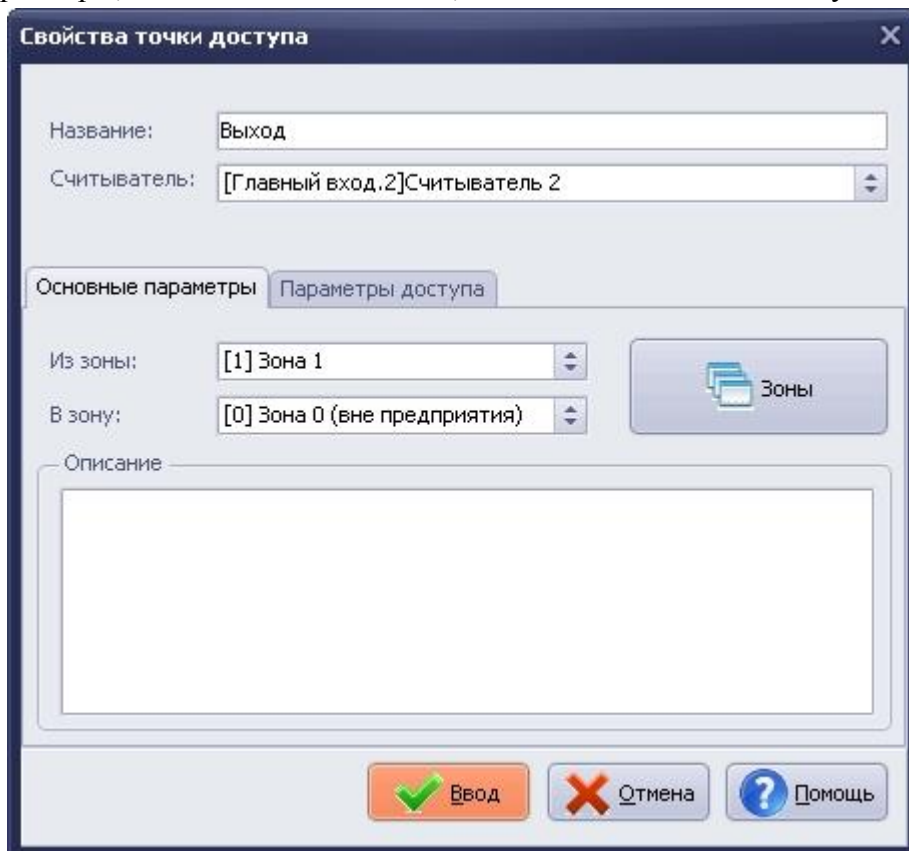 Свойства точки доступа
Название:
Выход
Считыватель:
[Главный вход.2]Считыватель 2
Основные параметры
Параметры доступа
Из зоны:
[1] Зона 1
Зоны
В зону:
[0] Зона 0 (вне предприятия)
Описание
Ввод
Отмена
Помощь